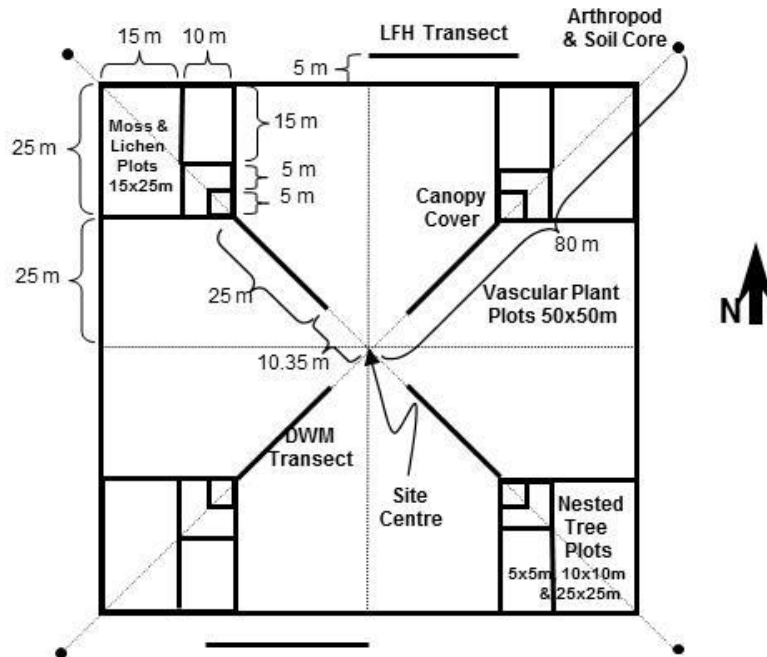 Arthropod
& Soil Core
LFH Transect
15 m
10 m
5 m
25 m
Moss &
Lichen
Plots
15x25m
15 m
5 m
5 m
Canopy
Cover
80 m
25 m
25 m
Vascular Plant
Plots 50x50m
N
10.35 m
DWM
Transect
Site
Centre
Nested
Tree
Plots
5x5m, 10x10m
& 25x25m